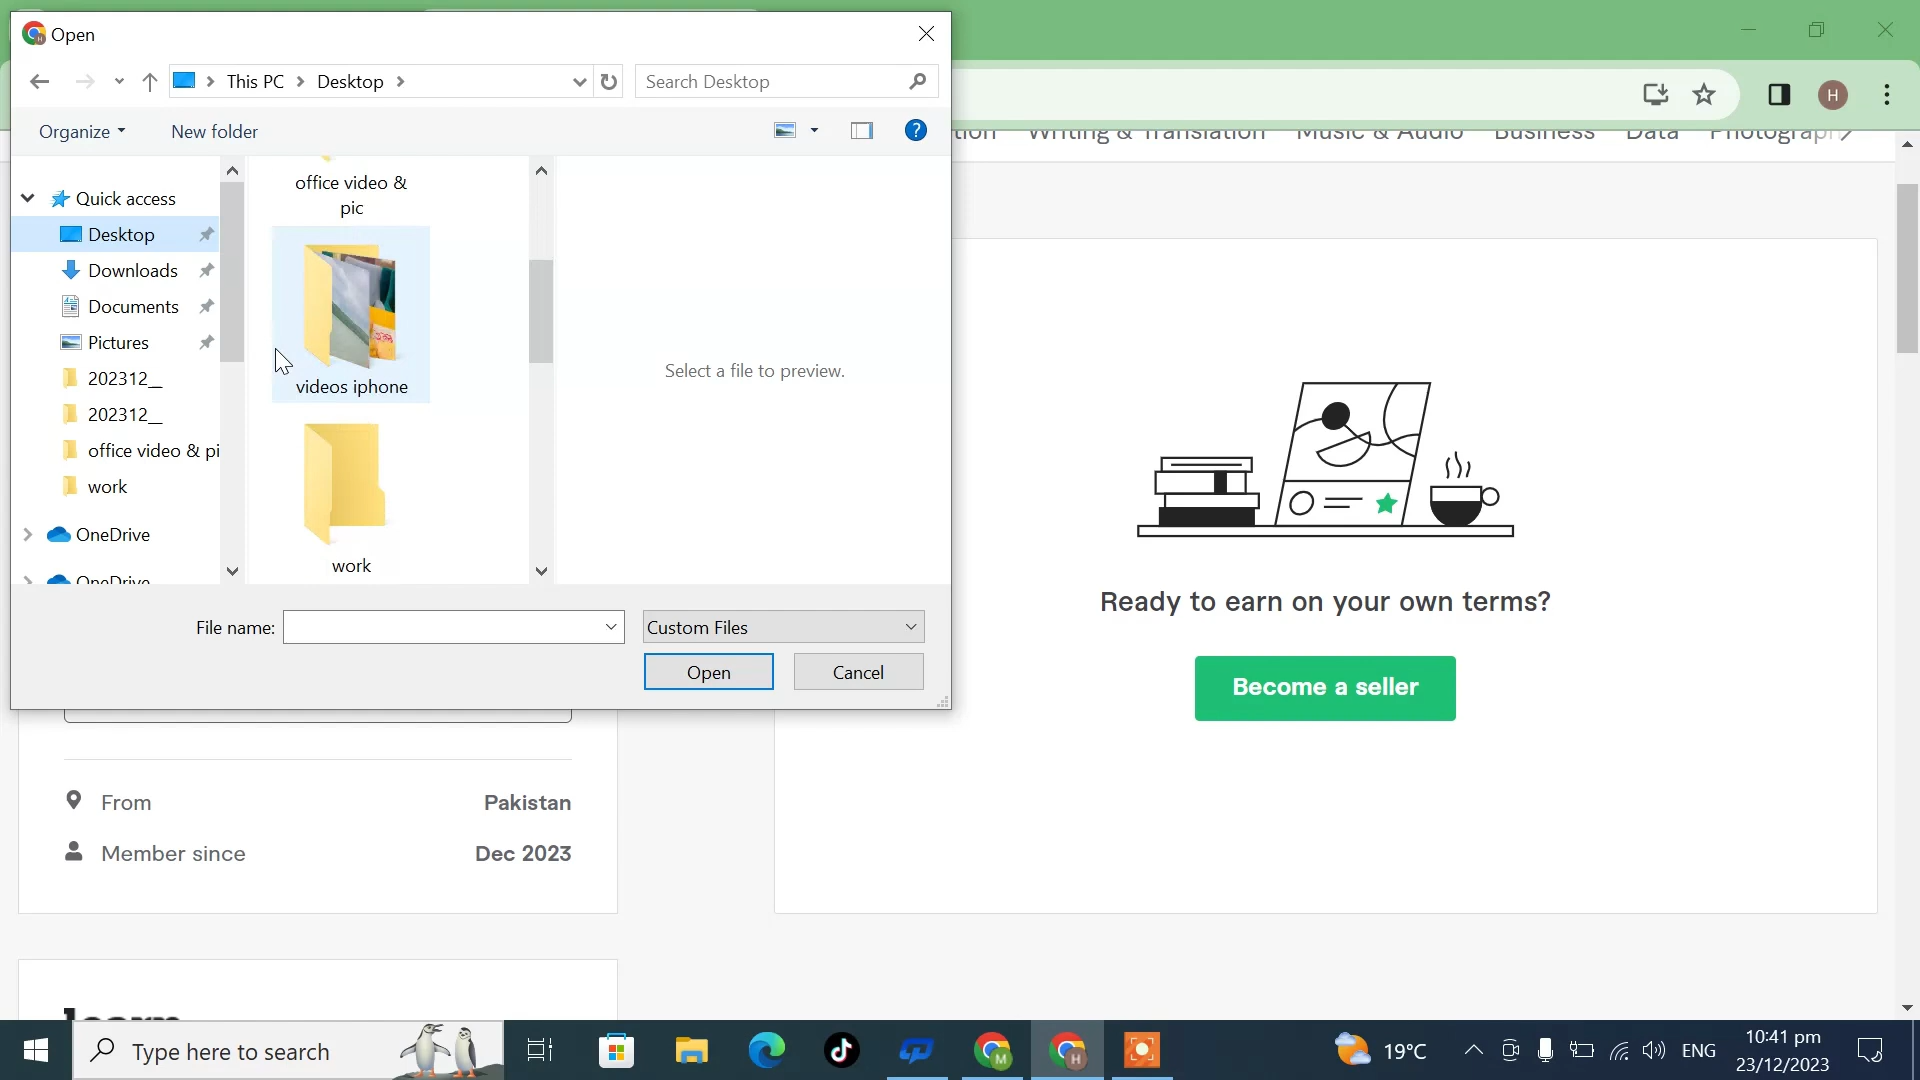 Open
This PC
Desktop
Search Desktop
Organize
New folder
?
H
Writing & Translation
Music & Audio
Business
Data
Quick access
Desktop
Downloads
Documents
Pictures
202312__
202312__
office video & pi
work
OneDrive
OneDrive
office video &
pic
videos iphone
work
Select a file to preview.
File name:
Custom Files
Open
Cancel
Ready to earn on your own terms?
Become a seller
From
Pakistan
Member since
Dec 2023
Type here to search
M
H
19°C
ENG
10:41 pm
23/12/2023